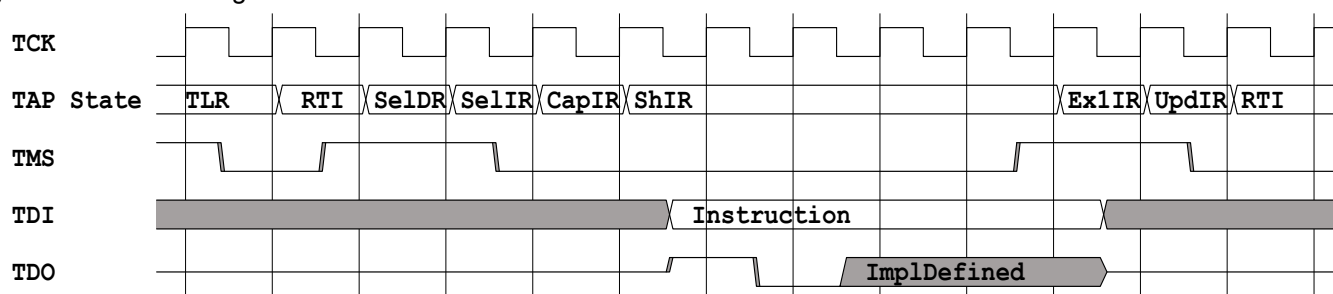 TCK
TAP State TLR RTI SelDR SelIR CapIR ShIR Ex1IR UpdIR RTI
TMS
TDI Instruction
TDO ImplDefined